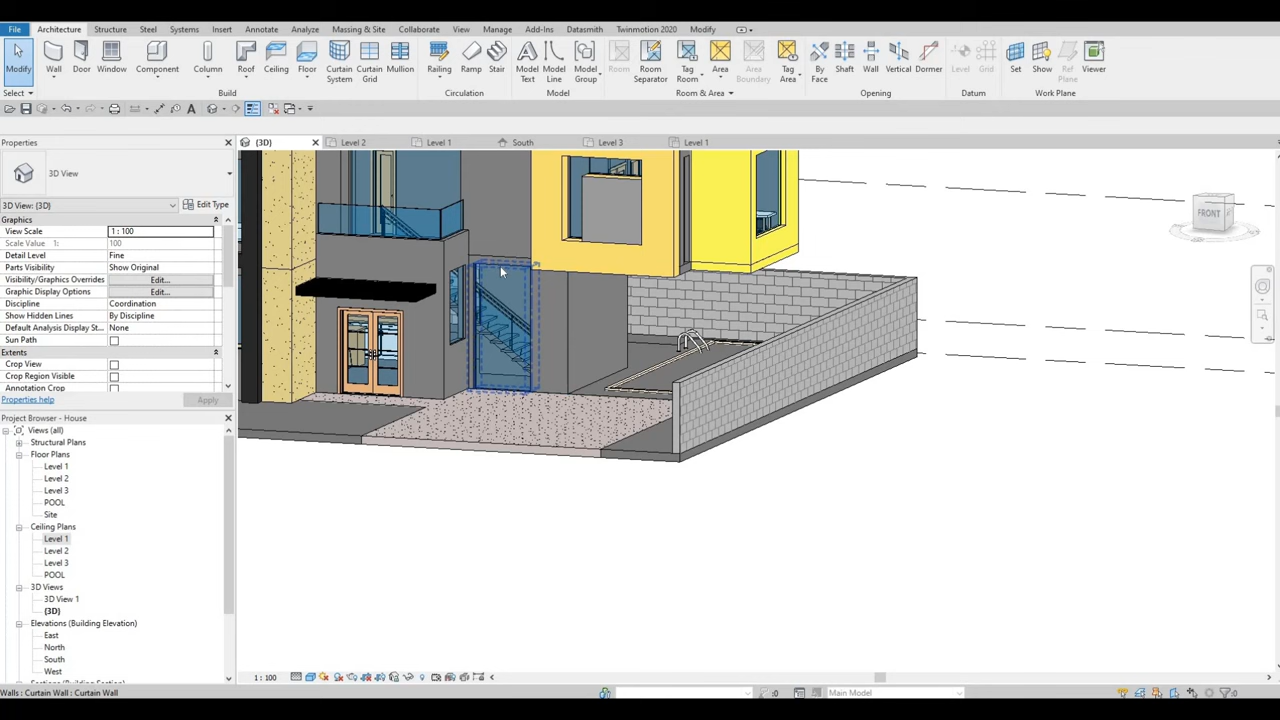 File Architecture Structure Steel Systems Insert Annotate Analyze Massing & Site Collaborate View Manage Add-Ins Datasmith Twinmotion 2020 Modify
Modify Wall Door Window Component Column Roof Ceiling Floor Curtain System Curtain Grid Mullion Railing Ramp Stair Model Text Model Line Model Group Room Room Separator Tag Room Area Area Boundary Tag Area By Face Shaft Wall Vertical Dormer Level Grid Set Show Ref Plane Viewer
Select Build Circulation Model Room & Area Opening Datum Work Plane
Properties
{3D} Level 2 Level 1 South Level 3 Level 1
3D View
3D View: {3D} Edit Type
Graphics
View Scale 1 : 100
Scale Value 1: 100
Detail Level Fine
Parts Visibility Show Original
Visibility/Graphics Overrides Edit...
Graphic Display Options Edit...
Discipline Coordination
Show Hidden Lines By Discipline
Default Analysis Display St... None
Sun Path
Extents
Crop View
Crop Region Visible
Annotation Crop
Properties help Apply
FRONT
Project Browser - House
Views (all)
Structural Plans
Floor Plans
Level 1
Level 2
Level 3
POOL
Site
Ceiling Plans
Level 1
Level 2
Level 3
POOL
3D Views
3D View 1
{3D}
Elevations (Building Elevation)
East
North
South
West
Sections (Building Section)
1 : 100
Walls : Curtain Wall : Curtain Wall
:0 Main Model :0